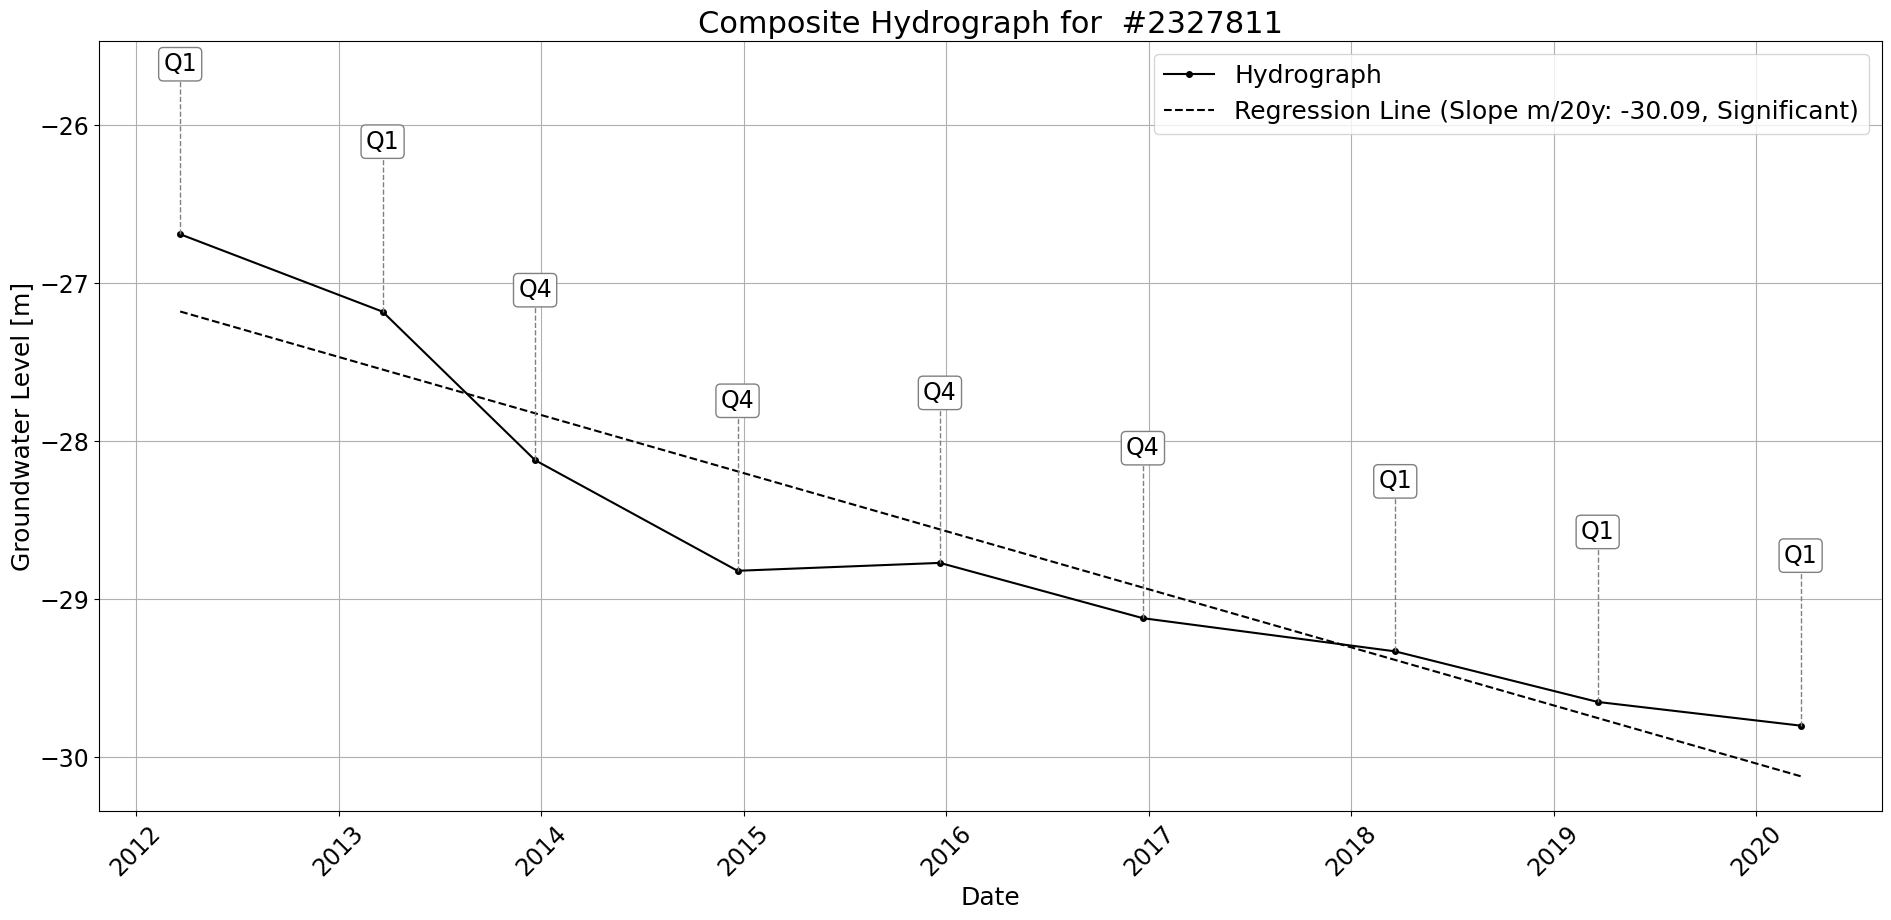 Composite Hydrograph for  #2327811
Hydrograph
Regression Line (Slope m/20y: -30.09, Significant)
Q1
Q1
Q4
Q4
Q4
Q4
Q1
Q1
Q1
Groundwater Level [m]
−26
−27
−28
−29
−30
2012
2013
2014
2015
2016
2017
2018
2019
2020
Date